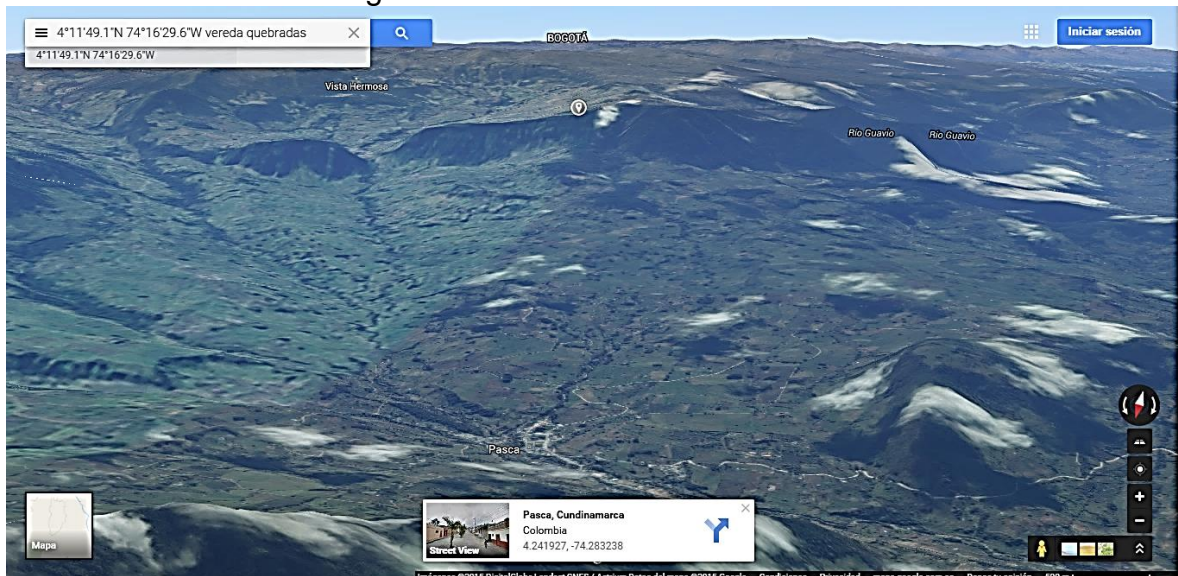 4°11'49.1"N 74°16'29.6"W vereda quebradas
4°11'49.1"N 74°16'29.6"W
BOGOTÁ
Iniciar sesión
Vista Hermosa
Río Guavio Río Guavio
Pasca
Mapa
Street View
Pasca, Cundinamarca
Colombia
4.241927, -74.283238